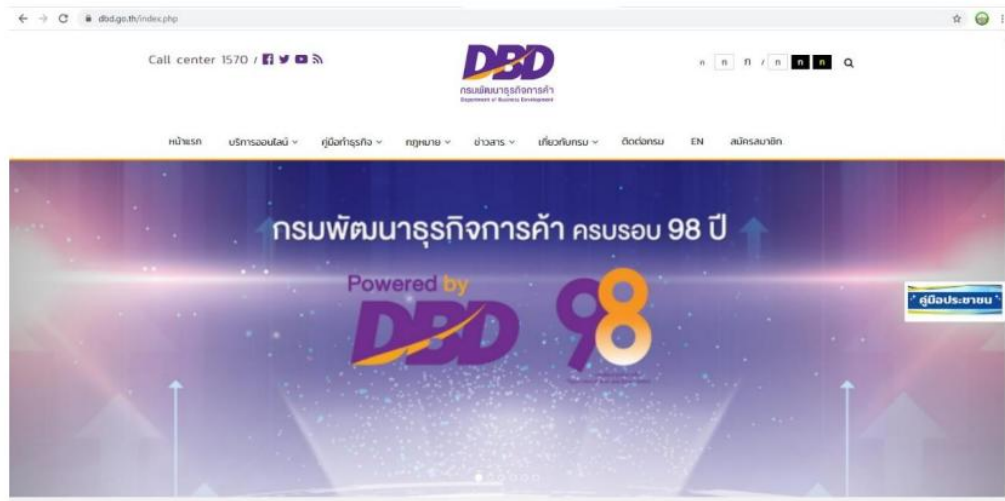 dbd.go.th/index.php
Call center 1570 /
DBD
กรมพัฒนาธุรกิจการค้า
Department of Business Development
ก ก ก / ก ก ก
หน้าแรก บริการออนไลน์ คู่มือทำธุรกิจ กฎหมาย ข่าวสาร เกี่ยวกับกรม ติดต่อกรม EN สมัครสมาชิก
กรมพัฒนาธุรกิจการค้า ครบรอบ 98 ปี
Powered by
DBD 98
คู่มือประชาชน